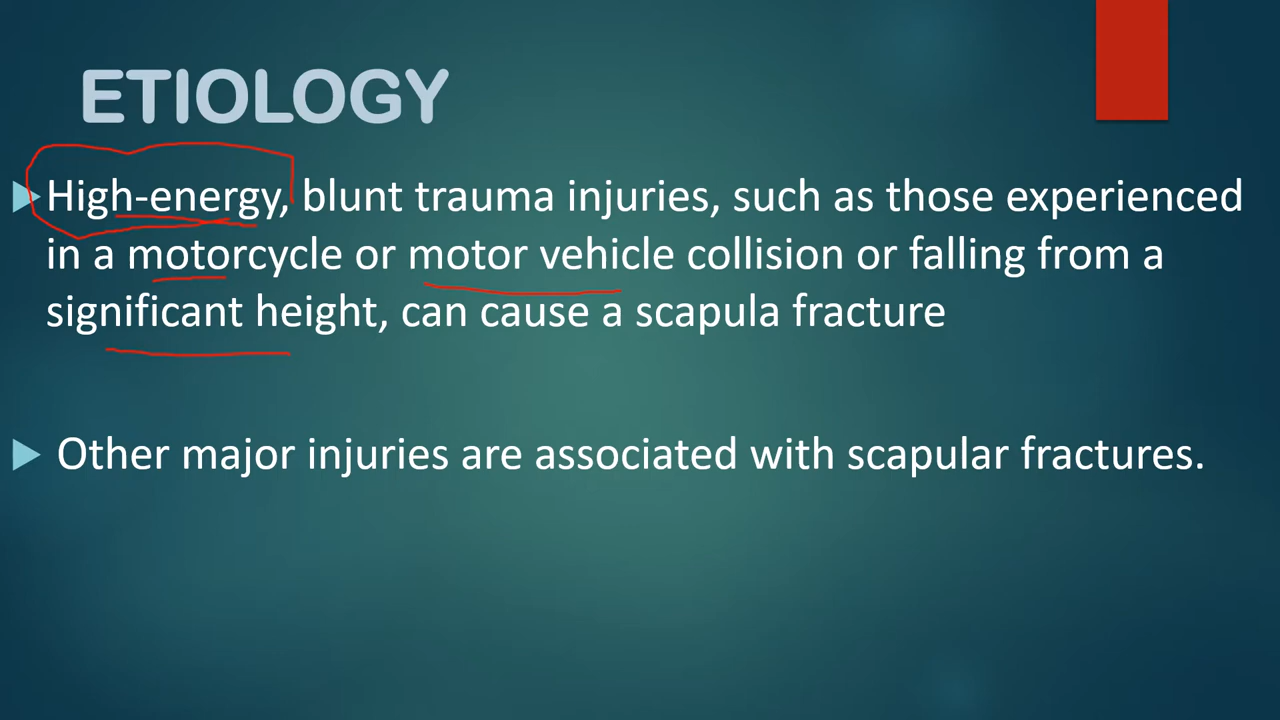 ETIOLOGY
High-energy, blunt trauma injuries, such as those experienced
in a motorcycle or motor vehicle collision or falling from a
significant height, can cause a scapula fracture
Other major injuries are associated with scapular fractures.